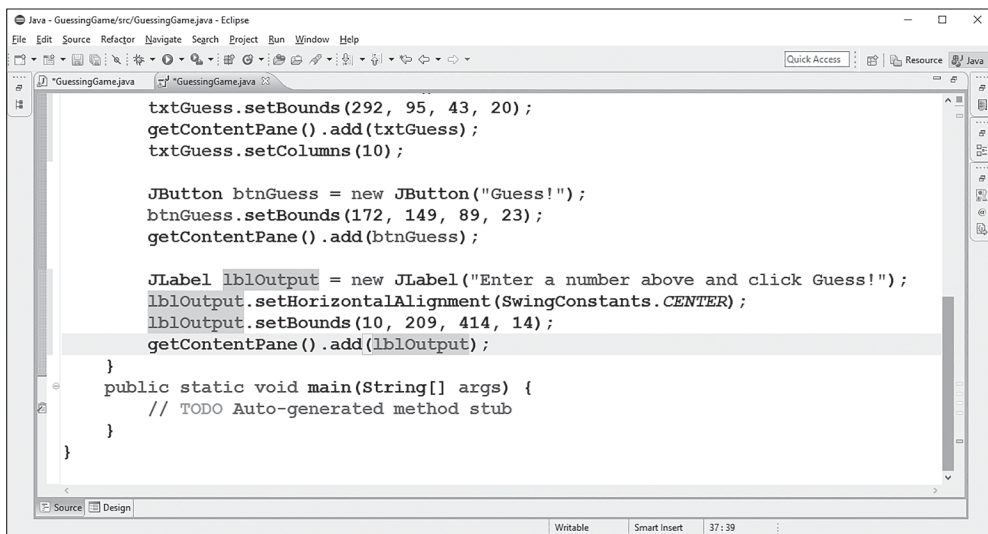 Java - GuessingGame/src/GuessingGame.java - Eclipse
File Edit Source Refactor Navigate Search Project Run Window Help
Quick Access Resource Java
*GuessingGame.java *GuessingGame.java
txtGuess.setBounds(292, 95, 43, 20);
getContentPane().add(txtGuess);
txtGuess.setColumns(10);
JButton btnGuess = new JButton("Guess!");
btnGuess.setBounds(172, 149, 89, 23);
getContentPane().add(btnGuess);
JLabel lblOutput = new JLabel("Enter a number above and click Guess!");
lblOutput.setHorizontalAlignment(SwingConstants.CENTER);
lblOutput.setBounds(10, 209, 414, 14);
getContentPane().add(lblOutput);
}
public static void main(String[] args) {
// TODO Auto-generated method stub
}
}
Source Design
Writable Smart Insert 37 : 39